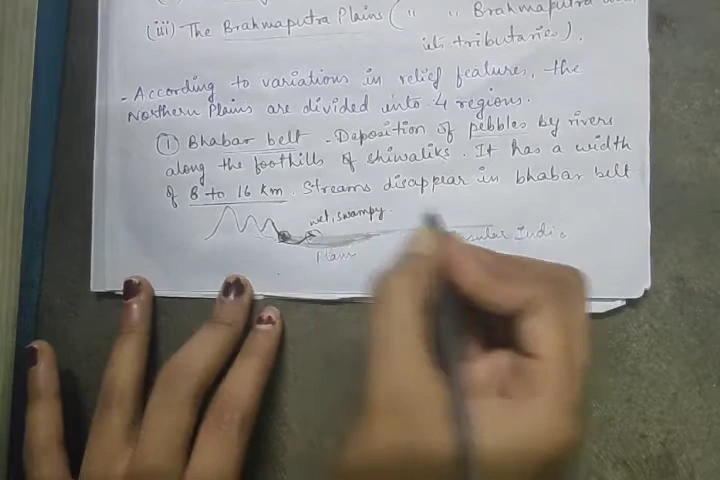 (iii) The Brahmaputra Plains ( " " Brahmaputra
its tributaries).
- According to variations in relief features, the
Northern Plains are divided into 4 regions.
① Bhabar belt - Deposition of pebbles by rivers
along the foothills of Shiwaliks. It has a width
of 8 to 16 km. Streams disappear in bhabar belt
wet, swampy.
Plain